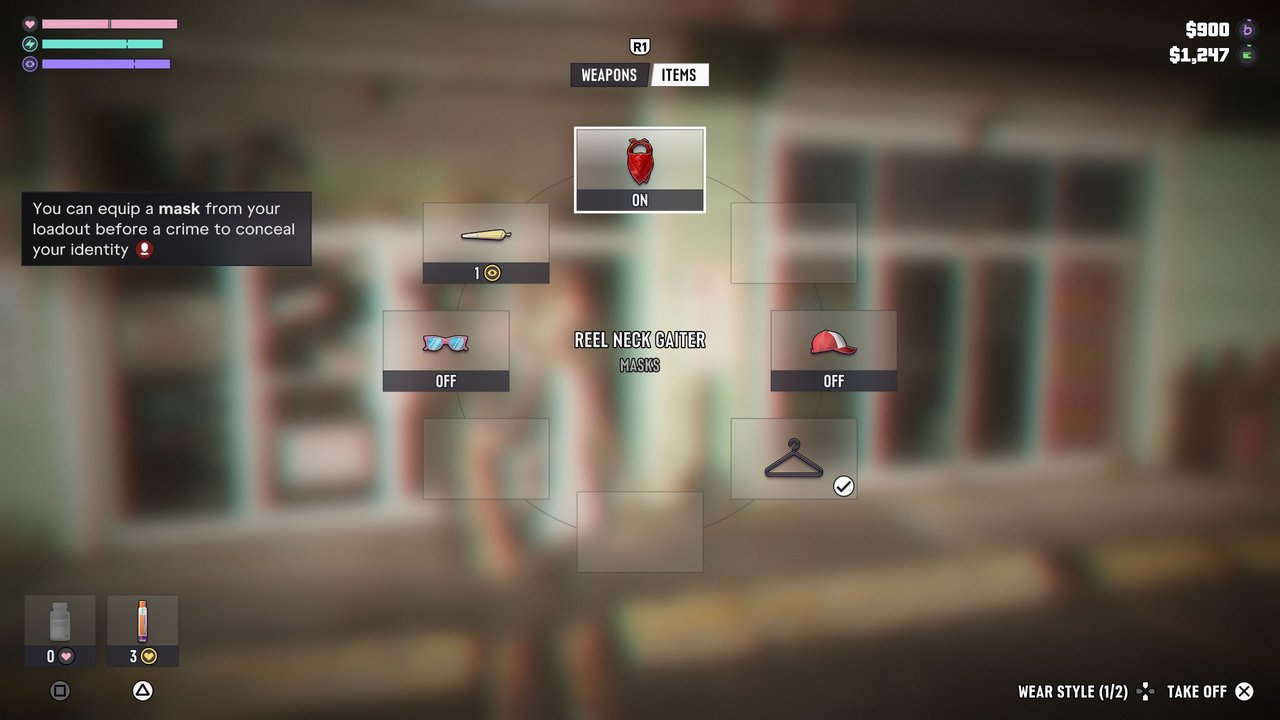 $900
$1,247
R1
WEAPONS
ITEMS
ON
You can equip a mask from your
loadout before a crime to conceal
your identity
1
REEL NECK GAITER
MASKS
OFF
OFF
0
3
WEAR STYLE (1/2)
TAKE OFF